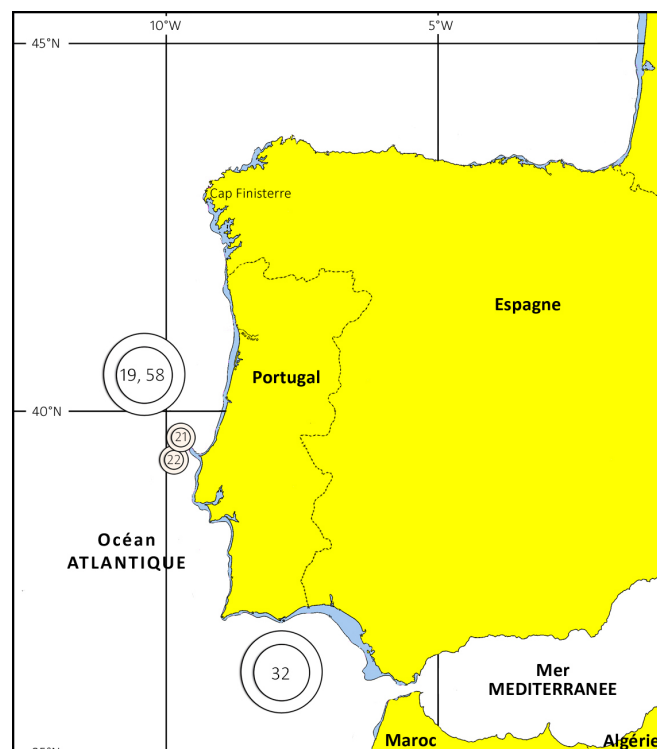 10°W 5°W
45°N
Cap Finisterre
Espagne
19, 58
Portugal
40°N
21
22
Océan
ATLANTIQUE
32
Mer
MEDITERRANEE
Maroc
Algérie